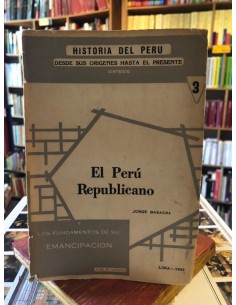 HISTORIA DEL PERU
DESDE SUS ORIGENES HASTA EL PRESENTE
SINTESIS
3
El Perú
Republicano
JORGE BASADRE
Y
LOS FUNDAMENTOS DE SU
EMANCIPACION
LIMA